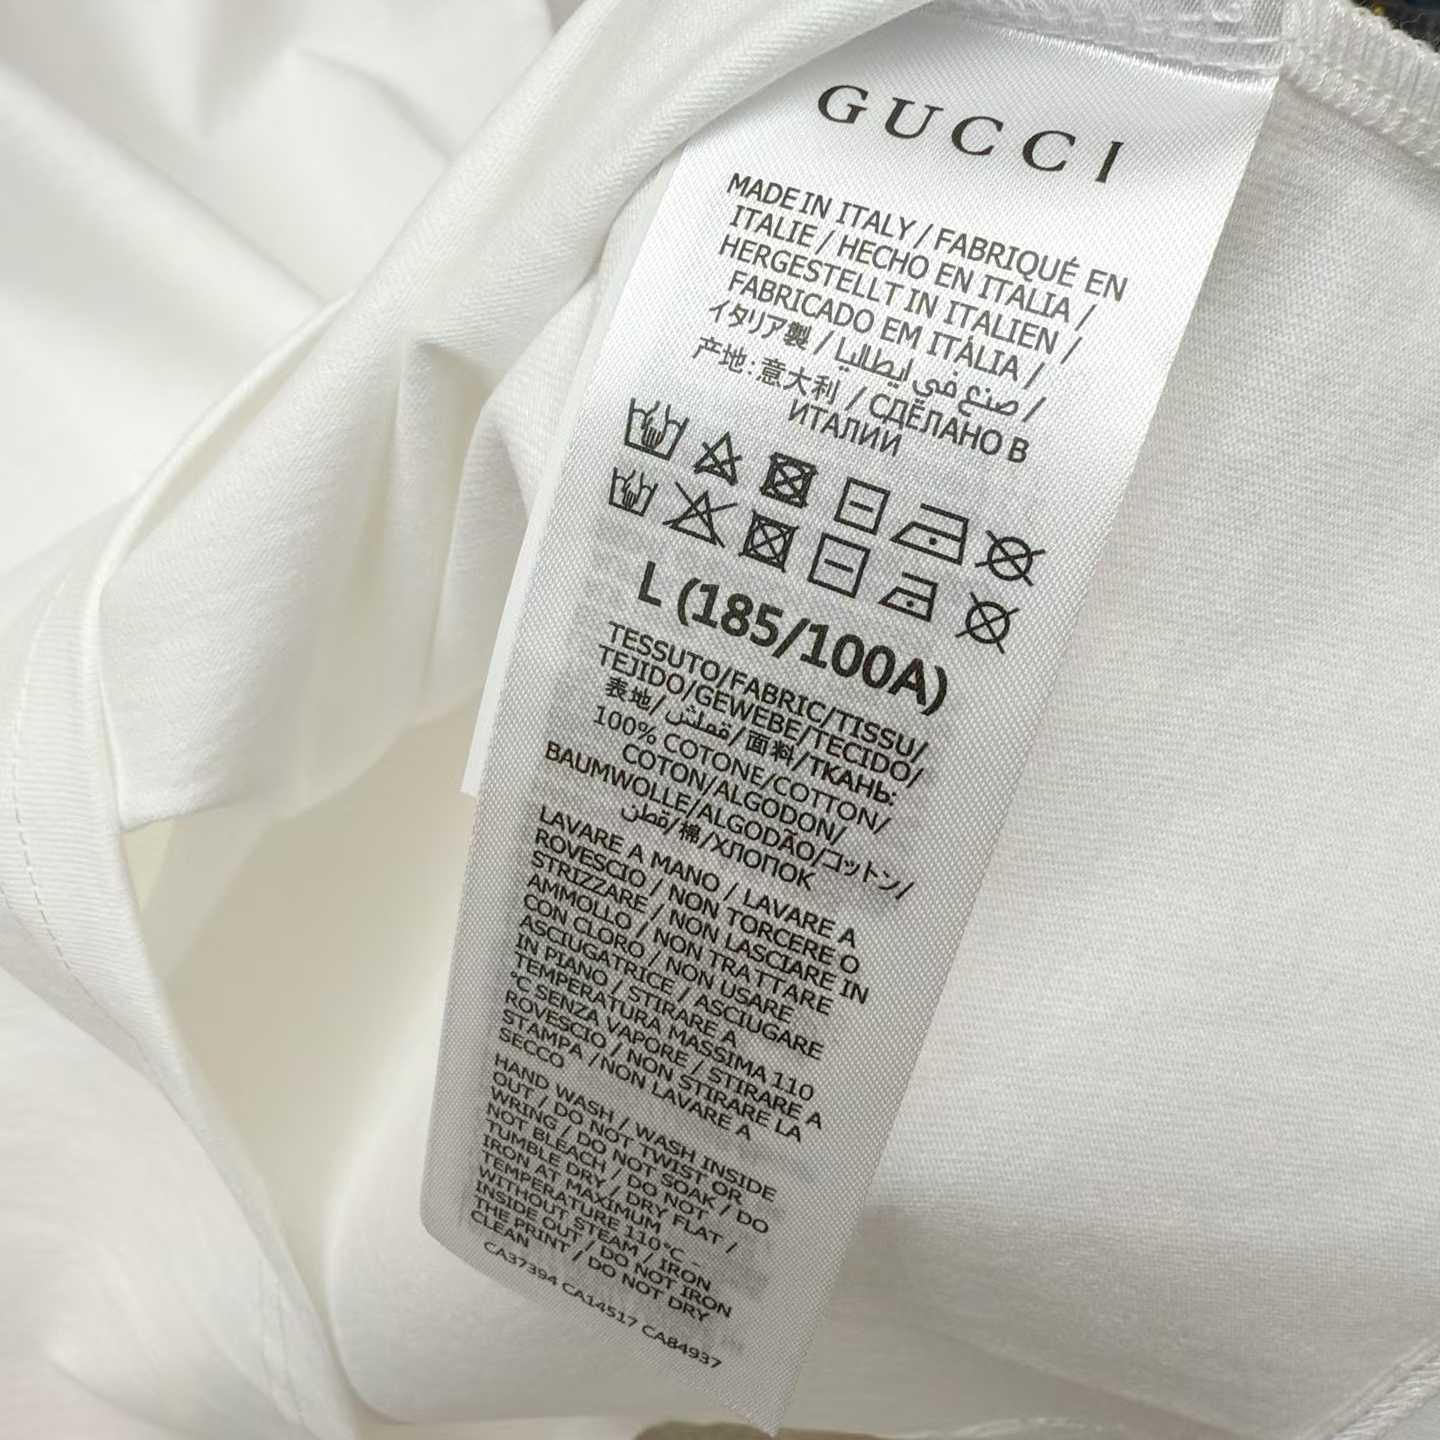 GUCCI
MADE IN ITALY / FABRIQUÉ EN
ITALIE / HECHO EN ITALIA /
HERGESTELLT IN ITALIEN /
FABRICADO EM ITÁLIA /
イタリア製 / صنع في ايطاليا /
产地:意大利 / СДЕЛАНО В
ИТАЛИИ
L (185/100A)
TESSUTO/FABRIC/TISSU/
TEJIDO/GEWEBE/TECIDO/
表地/قماش/面料/ТКАНЬ:
100% COTONE/COTTON/
COTON/ALGODON/
BAUMWOLLE/ALGODÃO/コットン/
قطن/棉/ХЛОПОК
LAVARE A MANO / LAVARE A
ROVESCIO / NON TORCERE O
STRIZZARE / NON LASCIARE IN
AMMOLLO / NON TRATTARE
CON CLORO / NON USARE
ASCIUGATRICE / ASCIUGARE
IN PIANO / STIRARE A
TEMPERATURA MASSIMA 110
°C SENZA VAPORE / STIRARE A
ROVESCIO / NON STIRARE LA
STAMPA /NON LAVARE A
SECCO
HAND WASH / WASH INSIDE
OUT / DO NOT TWIST OR
WRING / DO NOT SOAK / DO
NOT BLEACH / DO NOT
TUMBLE DRY / DRY FLAT /
IRON AT MAXIMUM
TEMPERATURE 110°C -
WITHOUT STEAM / IRON
INSIDE OUT / DO NOT IRON
THE PRINT / DO NOT DRY
CLEAN
CA37394 CA14517 CA84937